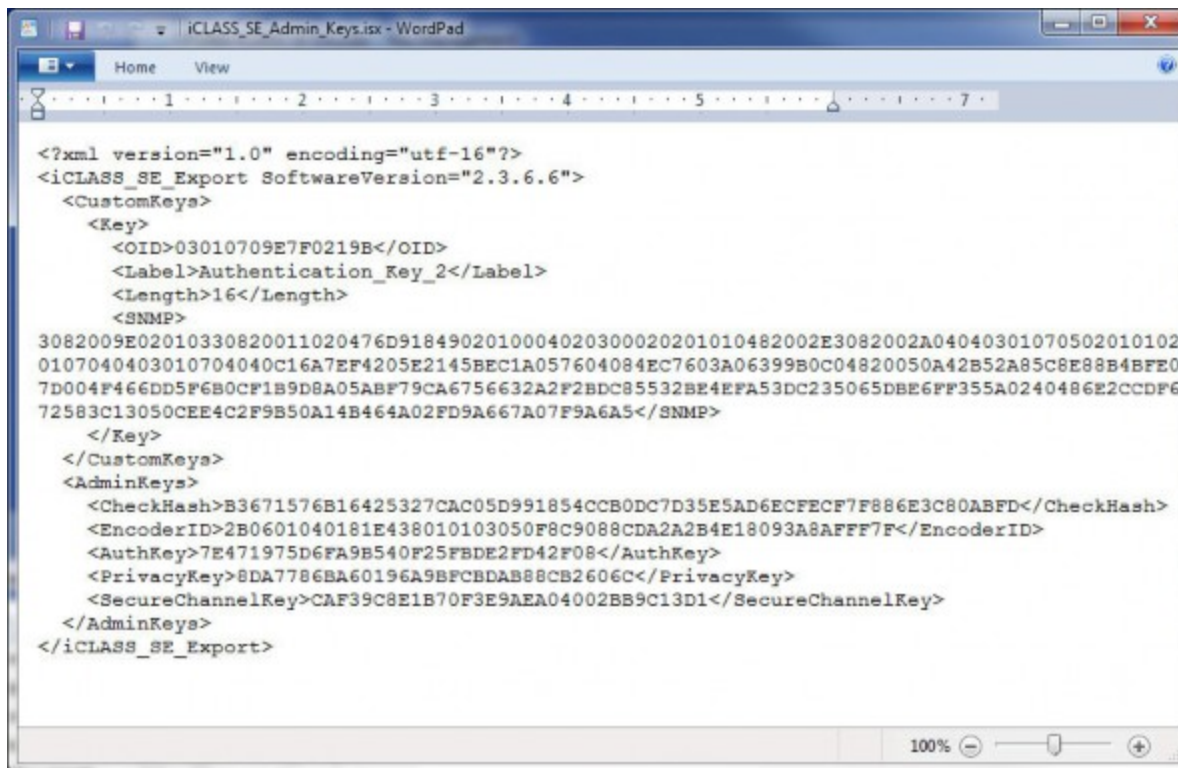 iCLASS_SE_Admin_Keys.isx - WordPad
Home View
1 2 3 4 5 7
<?xml version="1.0" encoding="utf-16"?>
<iCLASS_SE_Export SoftwareVersion="2.3.6.6">
<CustomKeys>
<Key>
<OID>03010709E7F0219B</OID>
<Label>Authentication_Key_2</Label>
<Length>16</Length>
<SNMP>
3082009E02010330820011020476D9184902010004020300020201010482002E3082002A04040301070502010102
0107040403010704040C16A7EF4205E2145BEC1A057604084EC7603A06399B0C04820050A42B52A85C8E88B4BFE0
7D004F466DD5F6B0CF1B9D8A05ABF79CA6756632A2F2BDC85532BE4EFA53DC235065DBE6FF355A0240486E2CCDF6
72583C13050CEE4C2F9B50A14B464A02FD9A667A07F9A6A5</SNMP>
</Key>
</CustomKeys>
<AdminKeys>
<CheckHash>B3671576B16425327CAC05D991854CCB0DC7D35E5AD6ECFECF7F886E3C80ABFD</CheckHash>
<EncoderID>2B0601040181E438010103050F8C9088CDA2A2B4E18093A8AFFF7F</EncoderID>
<AuthKey>7E471975D6FA9B540F25FBDE2FD42F08</AuthKey>
<PrivacyKey>8DA7786BA60196A9BFCBDAB88CB2606C</PrivacyKey>
<SecureChannelKey>CAF39C8E1B70F3E9AEA04002BB9C13D1</SecureChannelKey>
</AdminKeys>
</iCLASS_SE_Export>
100%